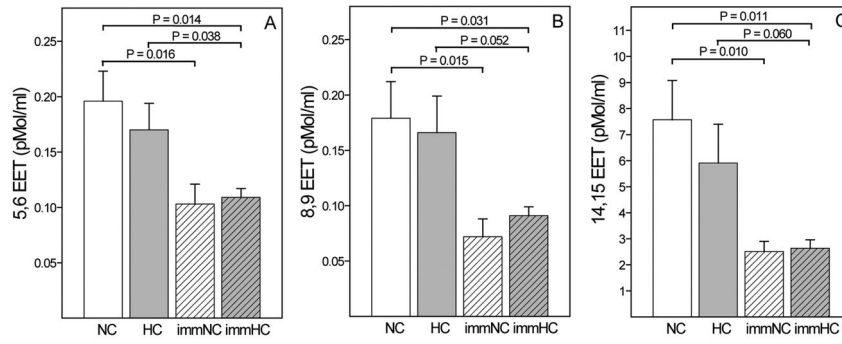 A
P = 0.014
P = 0.038
P = 0.016
0.25
0.20
0.15
0.10
0.05
5,6 EET (pMol/ml)
NC HC immNC immHC
B
P = 0.031
P = 0.052
P = 0.015
0.25
0.20
0.15
0.10
0.05
8,9 EET (pMol/ml)
NC HC immNC immHC
C
P = 0.011
P = 0.060
P = 0.010
11
10
9
8
7
6
5
4
3
2
1
14,15 EET (pMol/ml)
NC HC immNC immHC